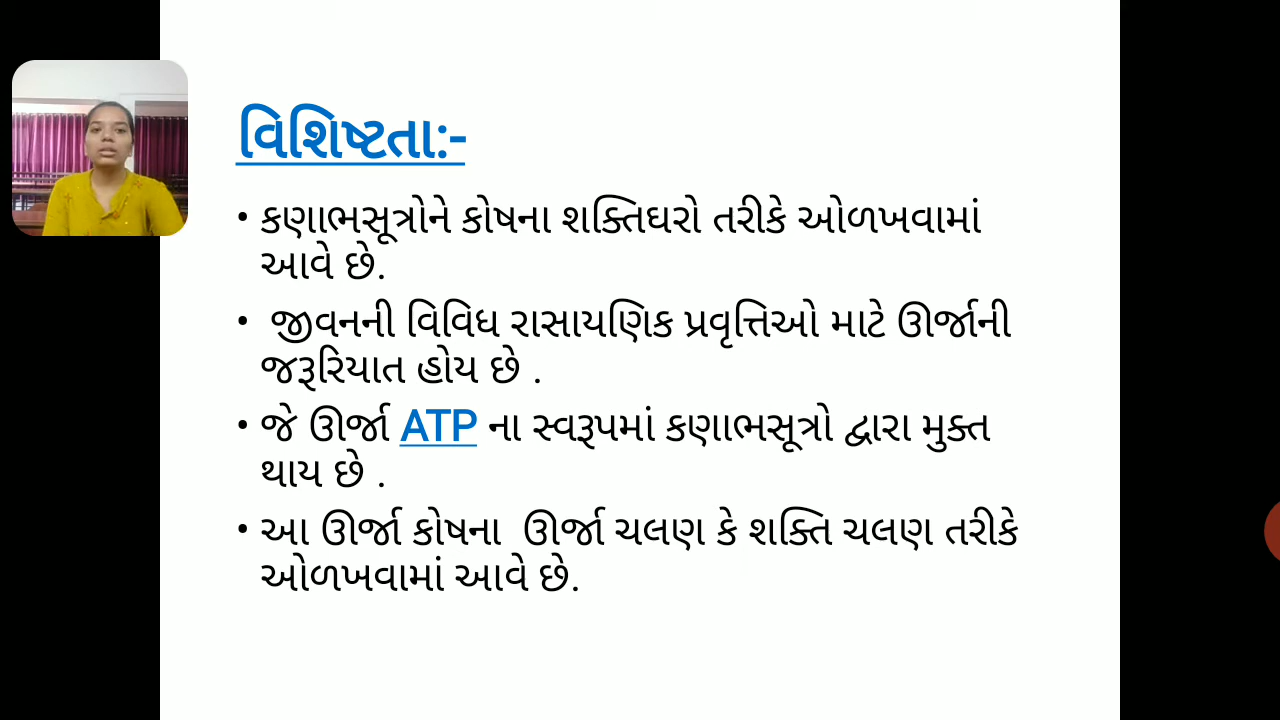 વિશિષ્ટતા:-
• કણાભસૂત્રોને કોષના શક્તિઘરો તરીકે ઓળખવામાં
આવે છે.
• જીવનની વિવિધ રાસાયણિક પ્રવૃત્તિઓ માટે ઊર્જાની
જરૂરિયાત હોય છે .
• જે ઊર્જા ATP ના સ્વરૂપમાં કણાભસૂત્રો દ્વારા મુક્ત
થાય છે .
• આ ઊર્જા કોષના ઊર્જા ચલણ કે શક્તિ ચલણ તરીકે
ઓળખવામાં આવે છે.